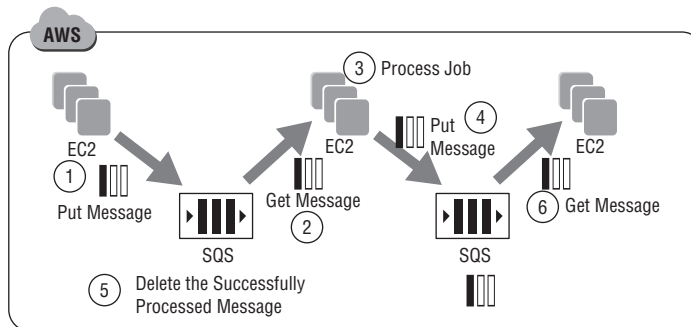 AWS
3 Process Job
EC2
EC2
EC2
4 Put
Message
1 Put Message
Get Message
2
6 Get Message
SQS
SQS
5 Delete the Successfully
Processed Message